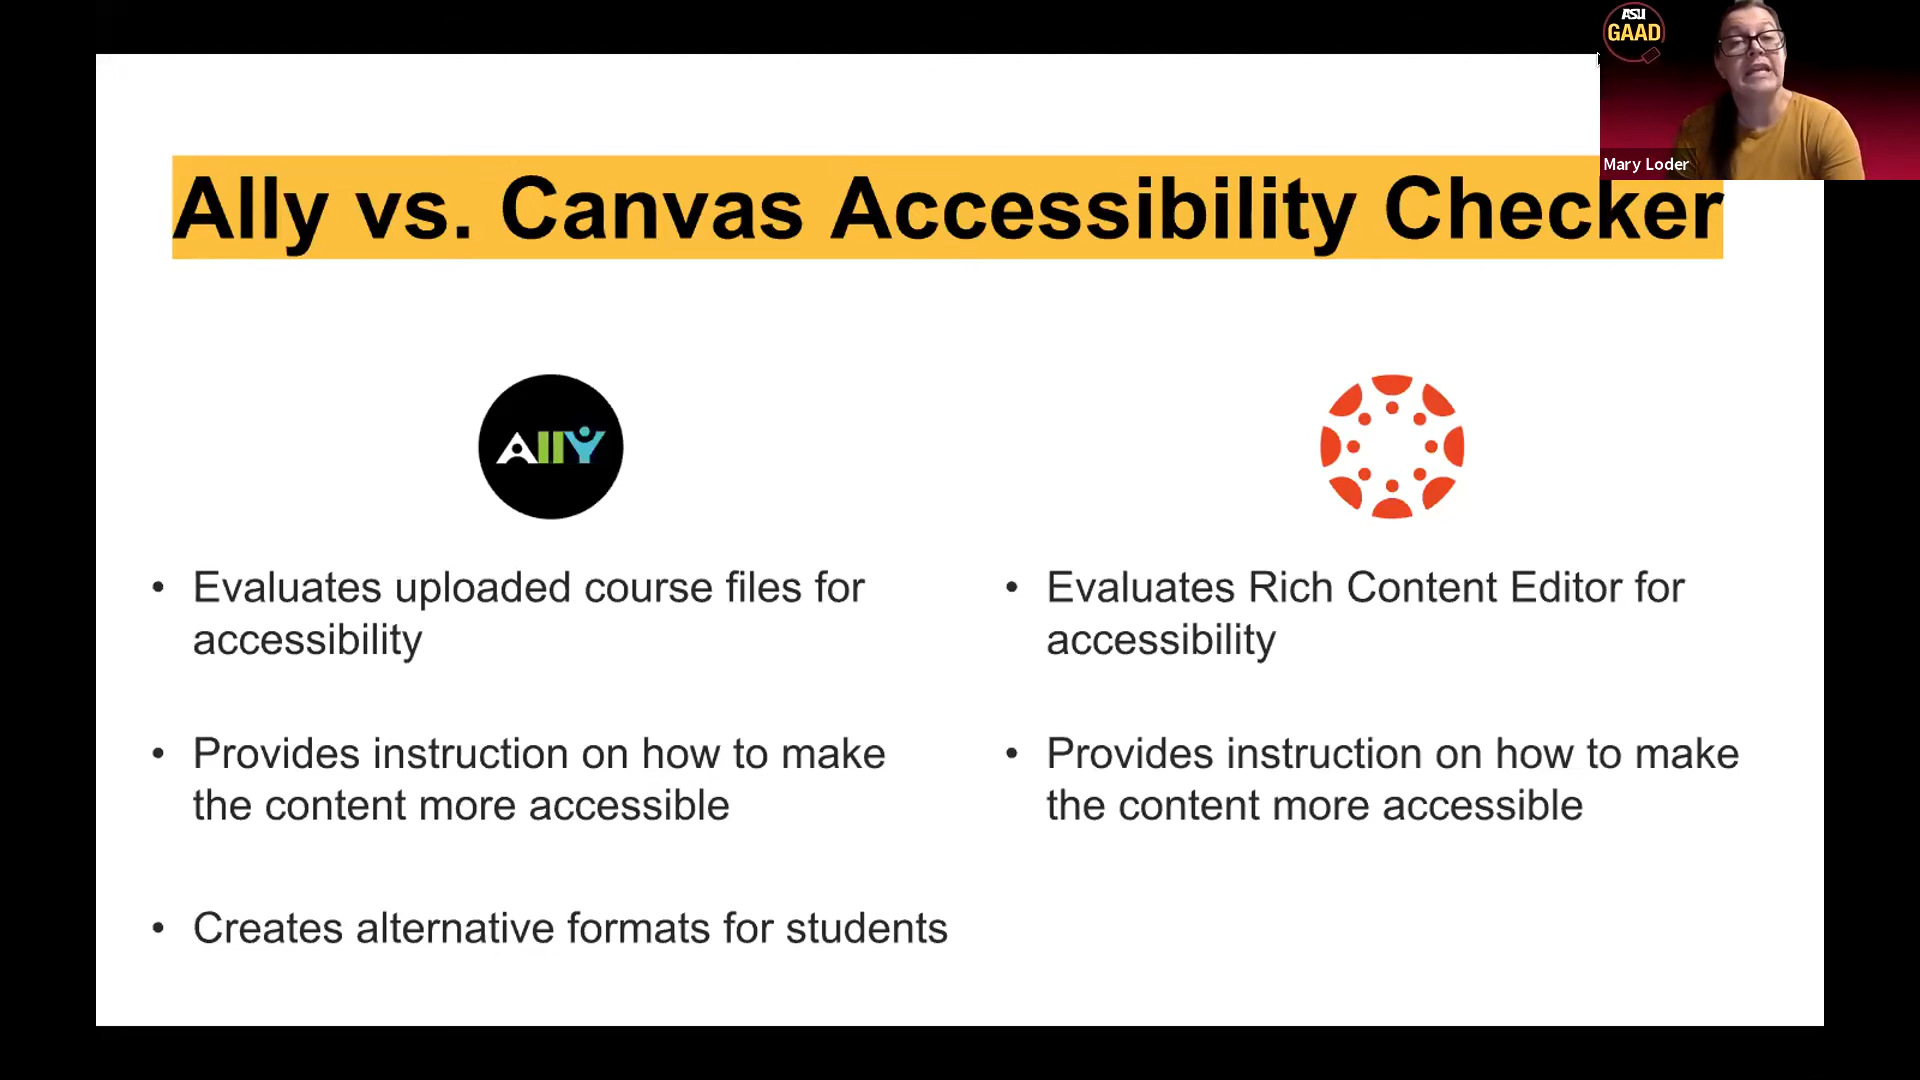 ASU
GAAD
Mary Loder
Ally vs. Canvas Accessibility Checker
Ally
• Evaluates uploaded course files for
accessibility
• Provides instruction on how to make
the content more accessible
• Creates alternative formats for students
• Evaluates Rich Content Editor for
accessibility
• Provides instruction on how to make
the content more accessible